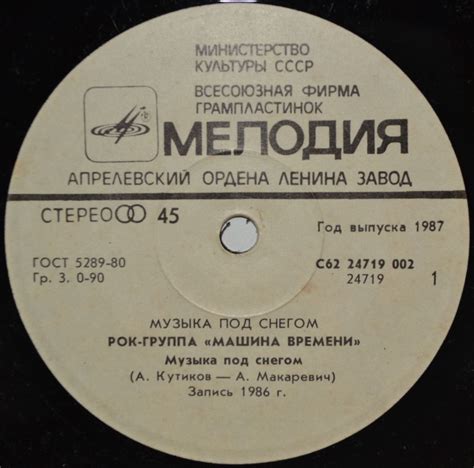 МИНИСТЕРСТВО
КУЛЬТУРЫ СССР
ВСЕСОЮЗНАЯ ФИРМА
ГРАМПЛАСТИНОК
МЕЛОДИЯ
АПРЕЛЕВСКИЙ ОРДЕНА ЛЕНИНА ЗАВОД
СТЕРЕО 45
Год выпуска 1987
ГОСТ 5289-80
Гр. 3. 0-90
С62 24719 002
24719 1
МУЗЫКА ПОД СНЕГОМ
РОК-ГРУППА «МАШИНА ВРЕМЕНИ»
Музыка под снегом
(А. Кутиков — А. Макаревич)
Запись 1986 г.